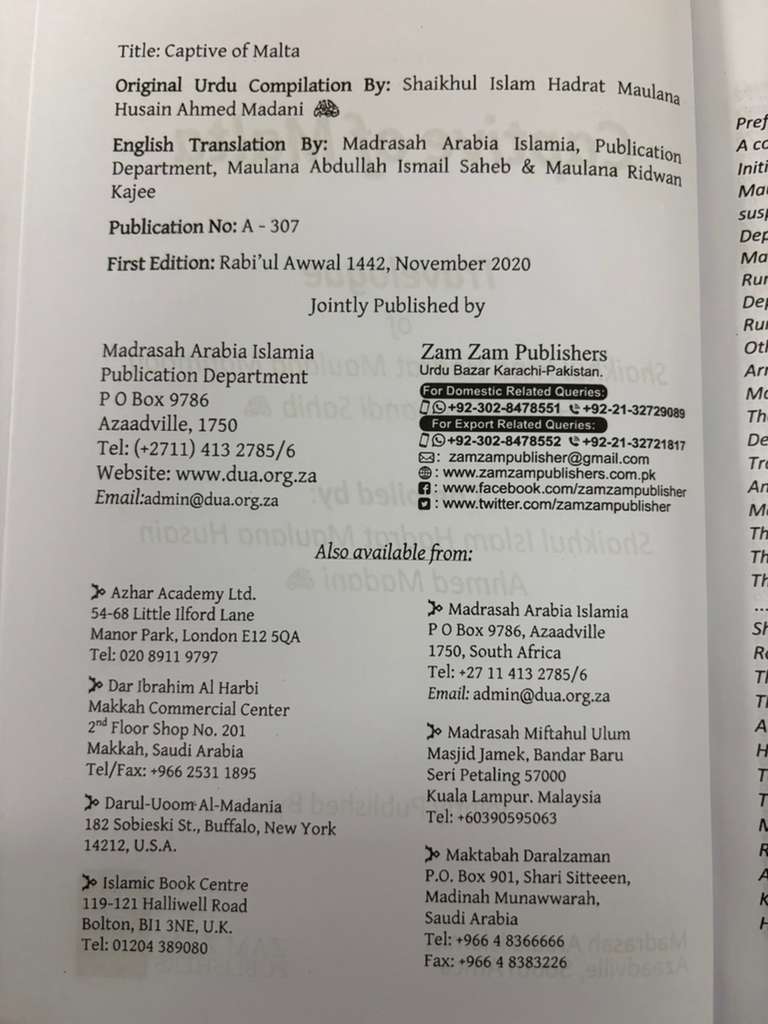 Title: Captive of Malta
Original Urdu Compilation By: Shaikhul Islam Hadrat Maulana
Husain Ahmed Madani
English Translation By: Madrasah Arabia Islamia, Publication
Department, Maulana Abdullah Ismail Saheb & Maulana Ridwan
Kajee
Publication No: A - 307
First Edition: Rabi'ul Awwal 1442, November 2020
Jointly Published by
Madrasah Arabia Islamia
Publication Department
P O Box 9786
Azaadville, 1750
Tel: (+2711) 413 2785/6
Website: www.dua.org.za
Email:admin@dua.org.za
Zam Zam Publishers
Urdu Bazar Karachi-Pakistan.
For Domestic Related Queries:
+92-302-8478551 +92-21-32729089
For Export Related Queries:
+92-302-8478552 +92-21-32721817
: zamzampublisher@gmail.com
: www.zamzampublishers.com.pk
: www.facebook.com/zamzampublisher
: www.twitter.com/zamzampublisher
Also available from:
Azhar Academy Ltd.
54-68 Little Ilford Lane
Manor Park, London E12 5QA
Tel: 020 8911 9797
Dar Ibrahim Al Harbi
Makkah Commercial Center
2nd Floor Shop No. 201
Makkah, Saudi Arabia
Tel/Fax: +966 2531 1895
Darul-Uoom Al-Madania
182 Sobieski St., Buffalo, New York
14212, U.S.A.
Islamic Book Centre
119-121 Halliwell Road
Bolton, BI1 3NE, U.K.
Tel: 01204 389080
Madrasah Arabia Islamia
P O Box 9786, Azaadville
1750, South Africa
Tel: +27 11 413 2785/6
Email: admin@dua.org.za
Madrasah Miftahul Ulum
Masjid Jamek, Bandar Baru
Seri Petaling 57000
Kuala Lampur. Malaysia
Tel: +60390595063
Maktabah Daralzaman
P.O. Box 901, Shari Sitteeen,
Madinah Munawwarah,
Saudi Arabia
Tel: +966 4 8366666
Fax: +966 4 8383226